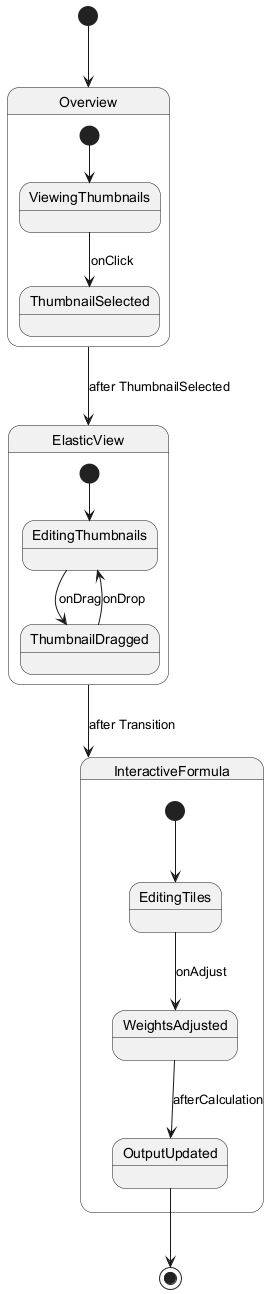 Overview
ViewingThumbnails
onClick
ThumbnailSelected
after ThumbnailSelected
ElasticView
EditingThumbnails
onDrag
onDrop
ThumbnailDragged
after Transition
InteractiveFormula
EditingTiles
onAdjust
WeightsAdjusted
afterCalculation
OutputUpdated